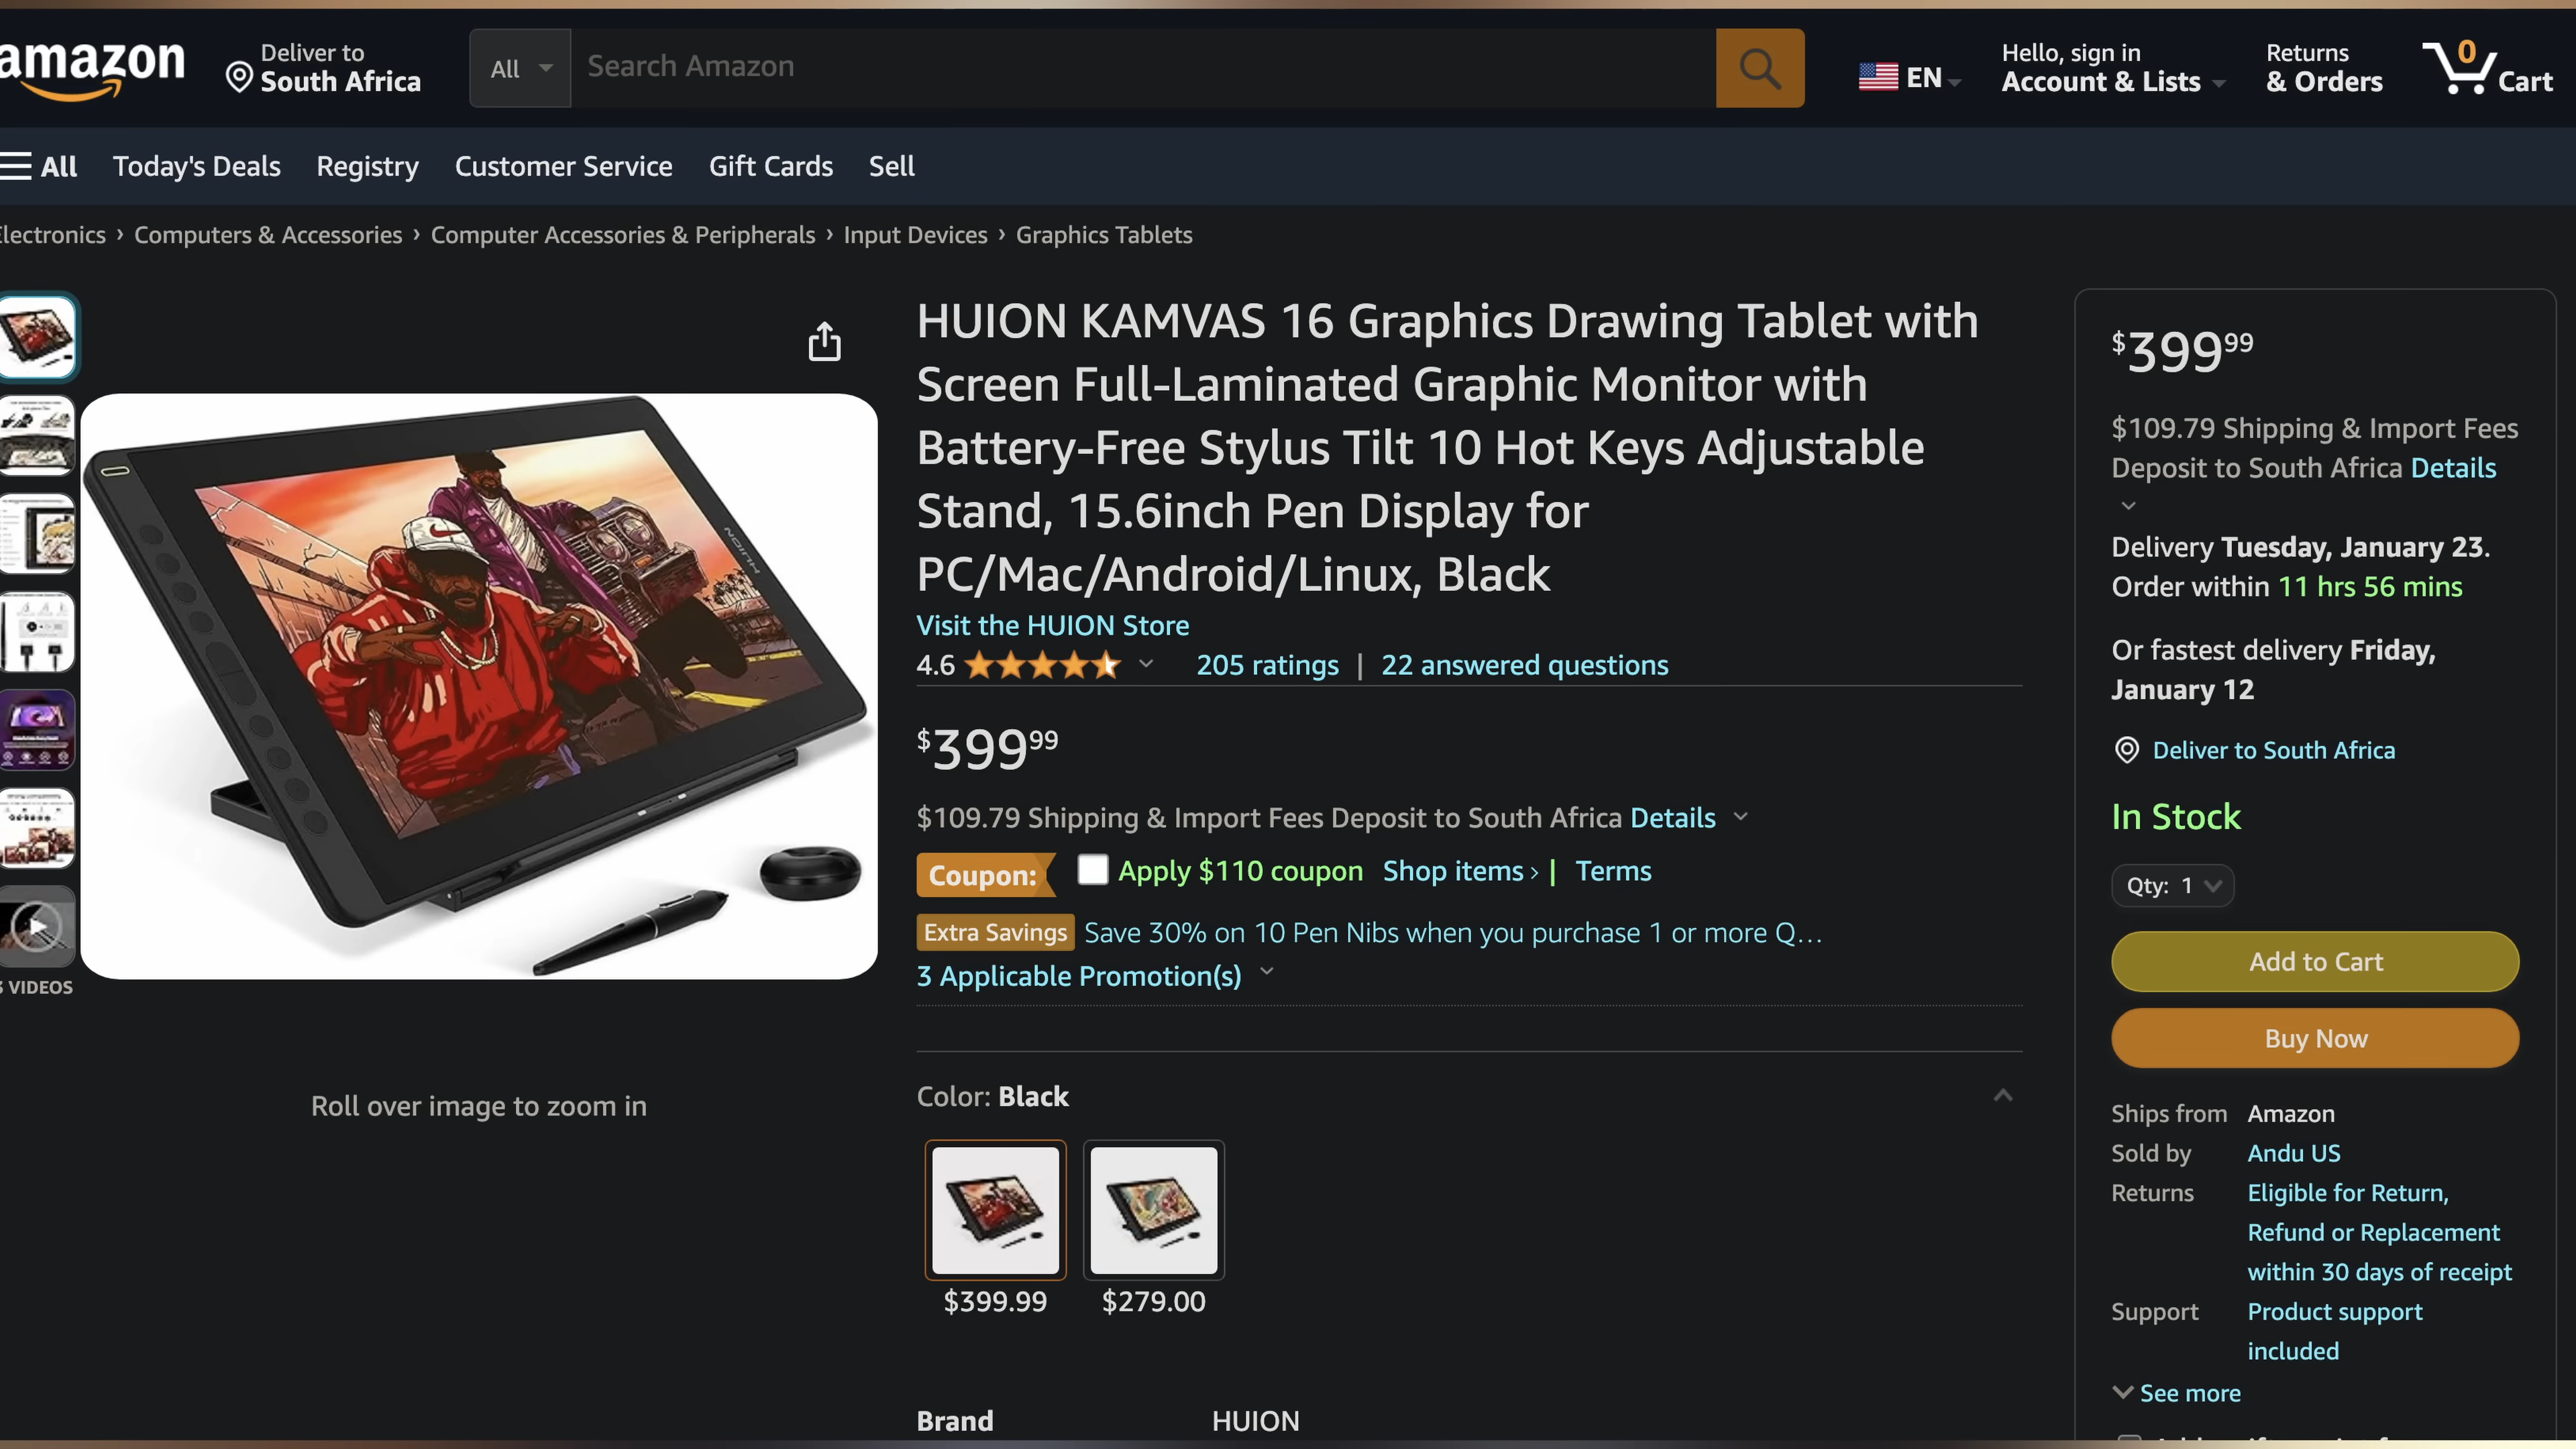 amazon
Deliver to
South Africa
All
Search Amazon
EN
Hello, sign in
Account & Lists
Returns
& Orders
0
Cart
All
Today's Deals
Registry
Customer Service
Gift Cards
Sell
Electronics › Computers & Accessories › Computer Accessories & Peripherals › Input Devices › Graphics Tablets
HUION
VIDEOS
Roll over image to zoom in
HUION KAMVAS 16 Graphics Drawing Tablet with
Screen Full-Laminated Graphic Monitor with
Battery-Free Stylus Tilt 10 Hot Keys Adjustable
Stand, 15.6inch Pen Display for
PC/Mac/Android/Linux, Black
Visit the HUION Store
4.6 205 ratings | 22 answered questions
$39999
$109.79 Shipping & Import Fees Deposit to South Africa Details
Coupon: Apply $110 coupon Shop items › | Terms
Extra Savings Save 30% on 10 Pen Nibs when you purchase 1 or more Q…
3 Applicable Promotion(s)
Color: Black
$399.99
$279.00
Brand HUION
$39999
$109.79 Shipping & Import Fees
Deposit to South Africa Details
Delivery Tuesday, January 23.
Order within 11 hrs 56 mins
Or fastest delivery Friday,
January 12
Deliver to South Africa
In Stock
Qty: 1
Add to Cart
Buy Now
Ships from Amazon
Sold by Andu US
Returns Eligible for Return,
Refund or Replacement
within 30 days of receipt
Support Product support
included
See more